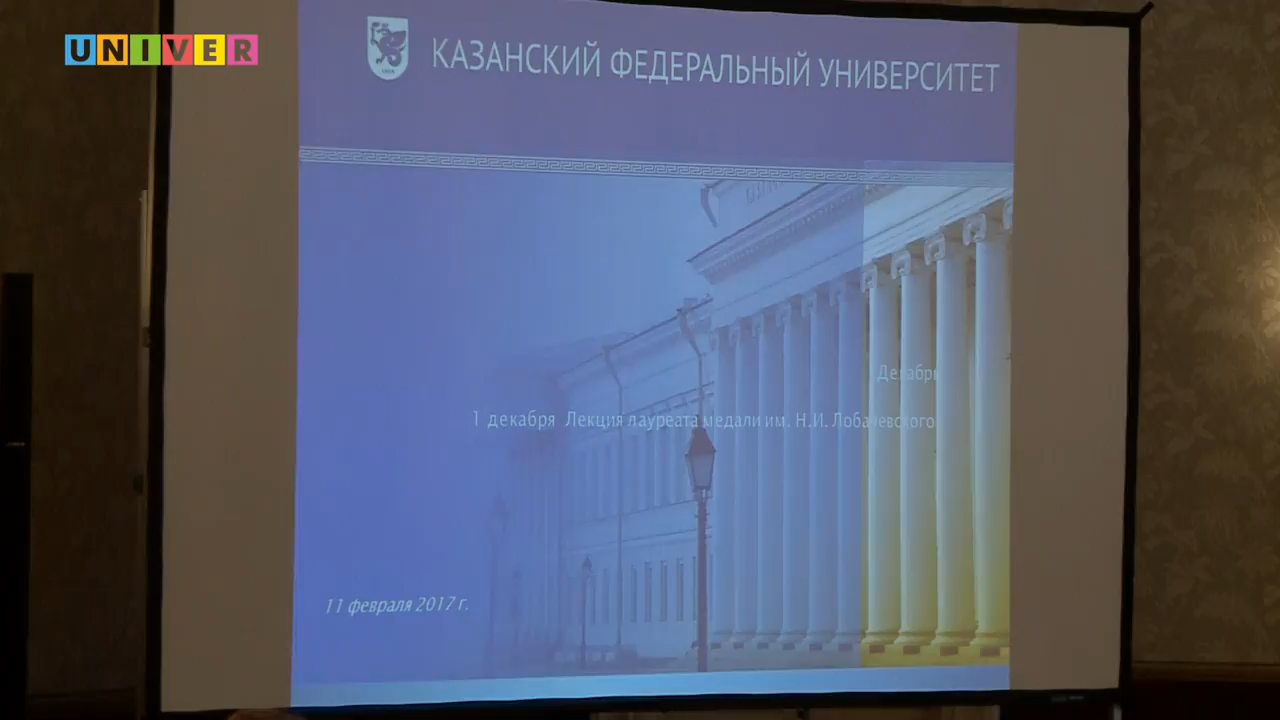 UNIVER
КАЗАНСКИЙ ФЕДЕРАЛЬНЫЙ УНИВЕРСИТЕТ
Декабрь
1 декабря Лекция лауреата медали им. Н.И. Лобачевского
11 февраля 2017 г.